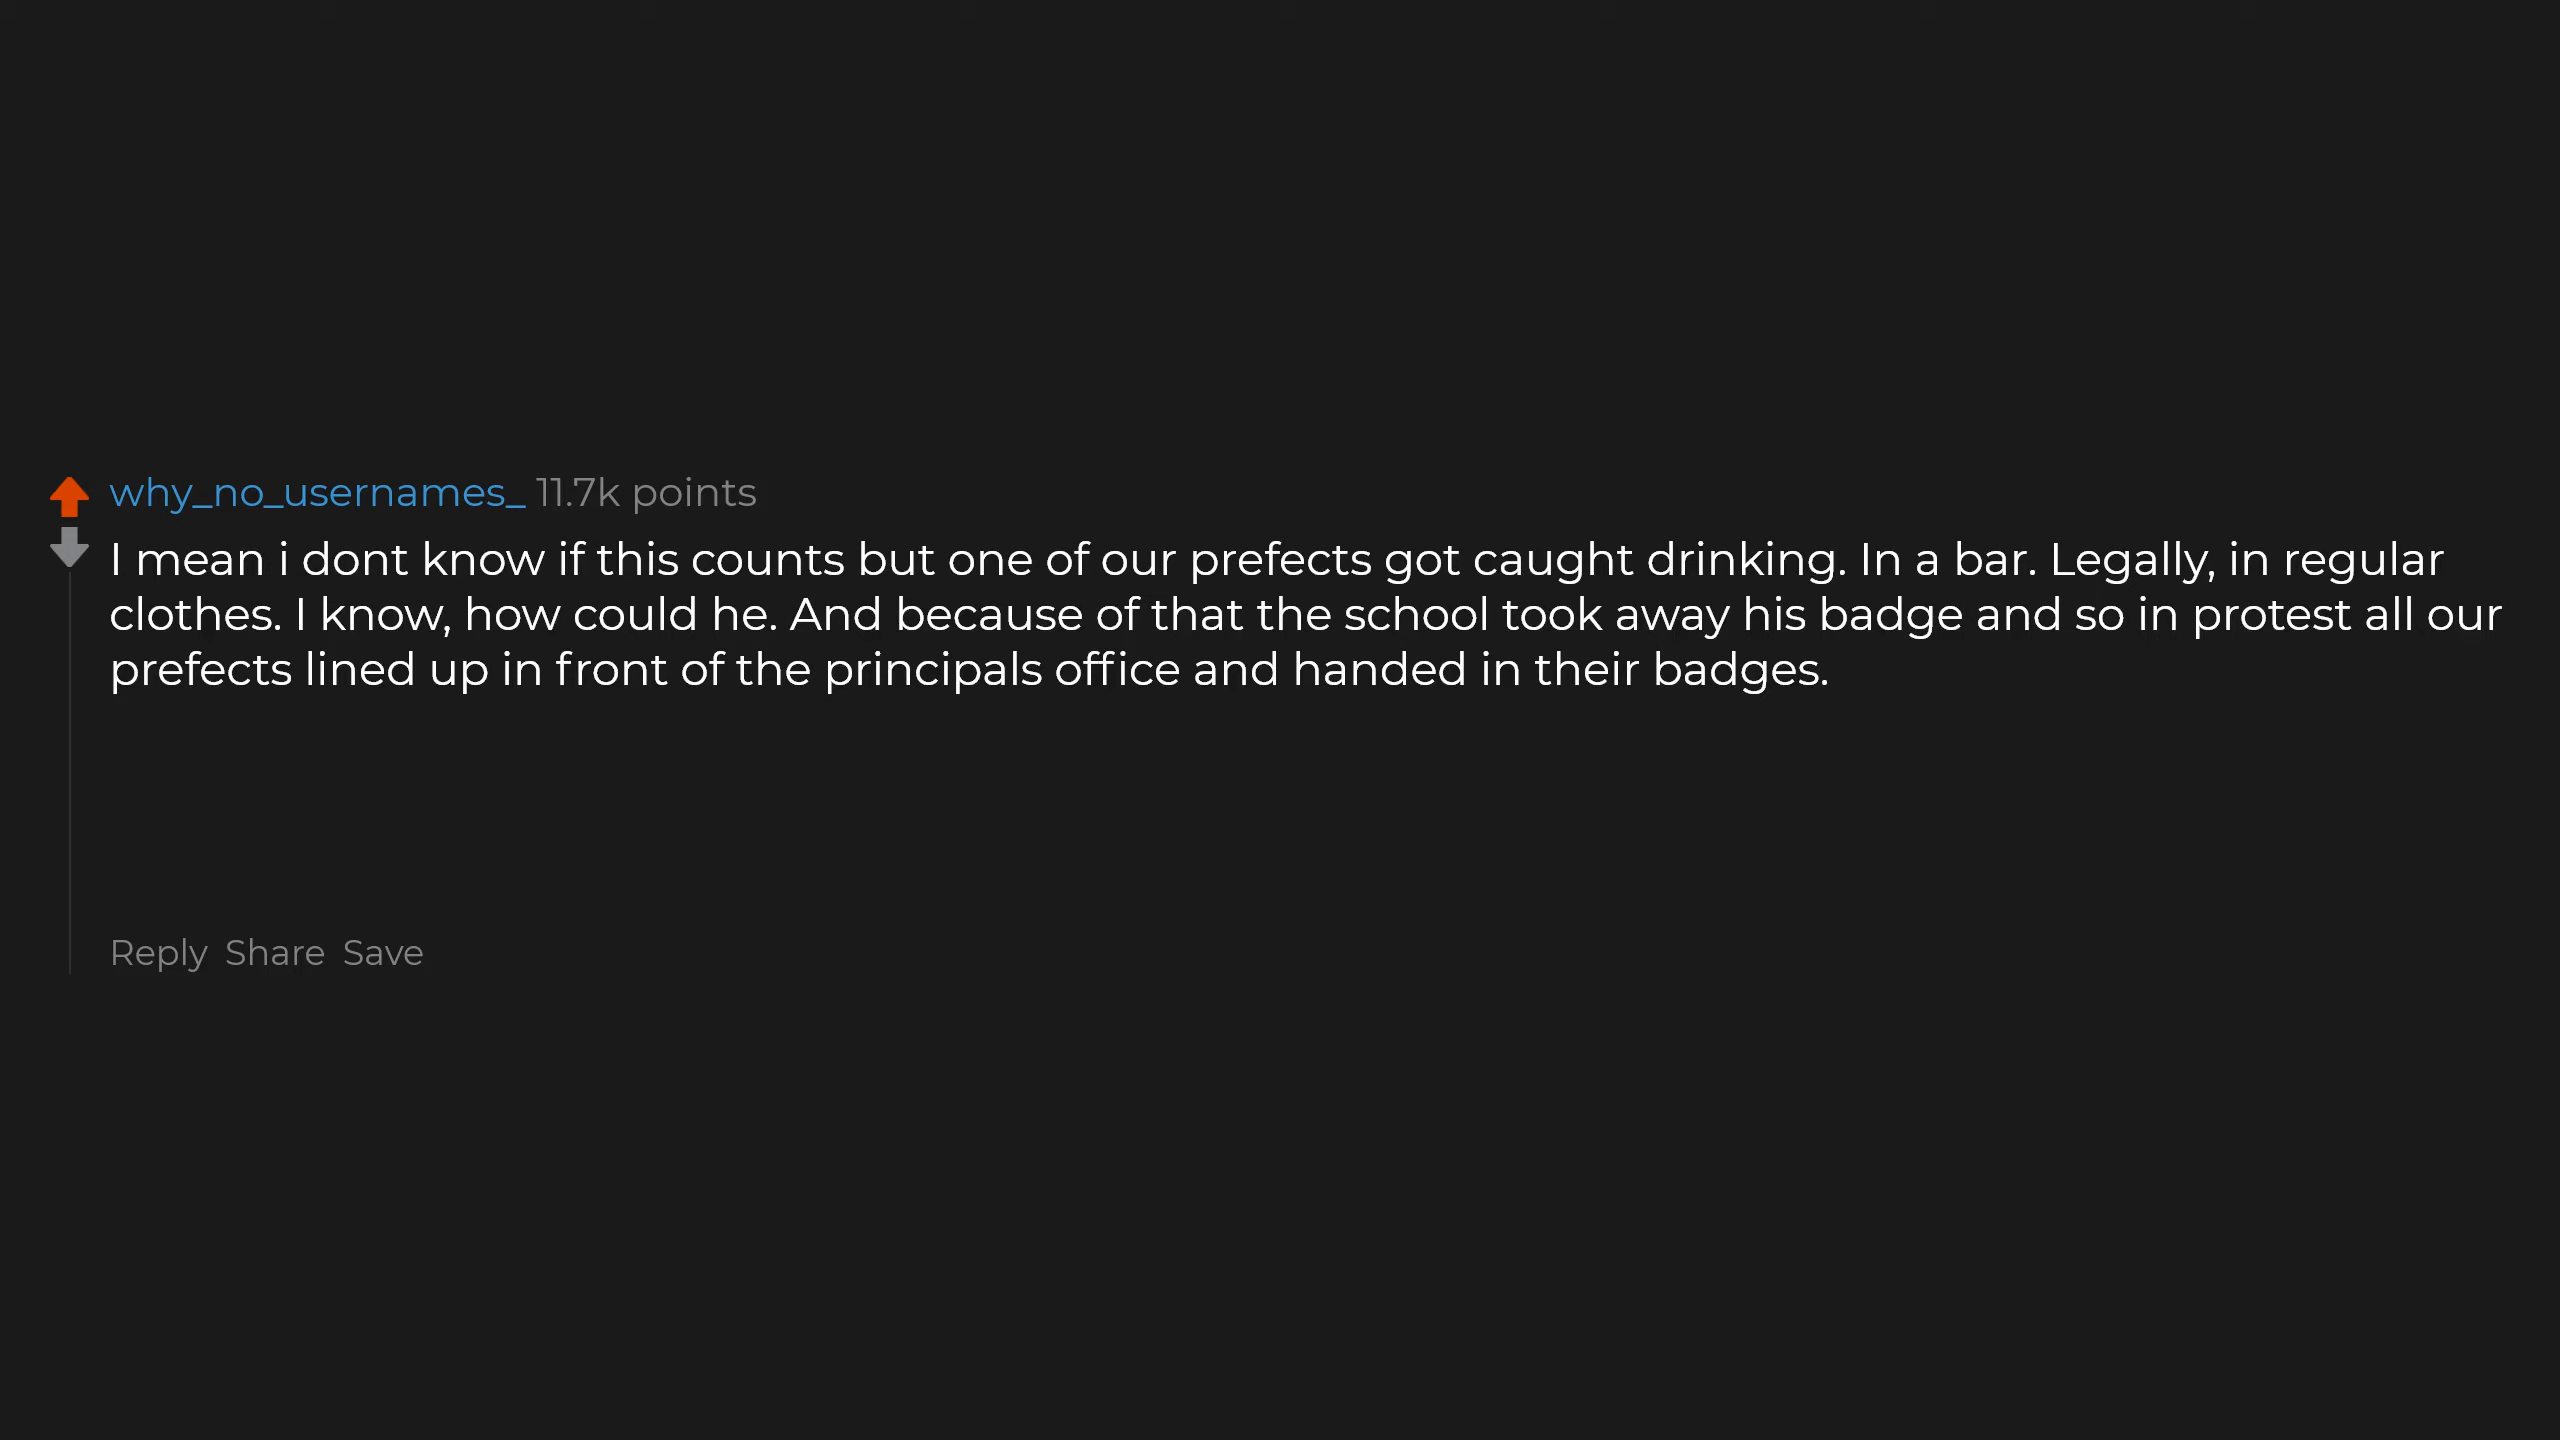 why_no_usernames_ 11.7k points
I mean i dont know if this counts but one of our prefects got caught drinking. In a bar. Legally, in regular
clothes. I know, how could he. And because of that the school took away his badge and so in protest all our
prefects lined up in front of the principals office and handed in their badges.
Reply Share Save